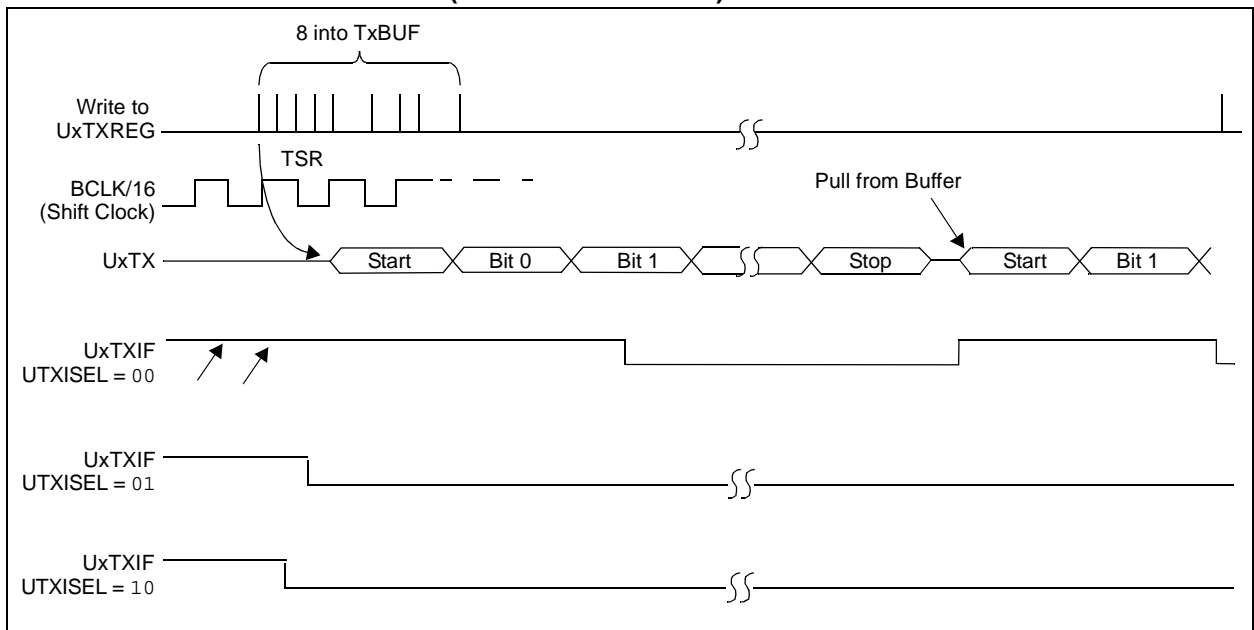 8 into TxBUF
Write to
UxTXREG
TSR
BCLK/16
(Shift Clock)
Pull from Buffer
UxTX
Start
Bit 0
Bit 1
Stop
Start
Bit 1
UxTXIF
UTXISEL = 00
UxTXIF
UTXISEL = 01
UxTXIF
UTXISEL = 10